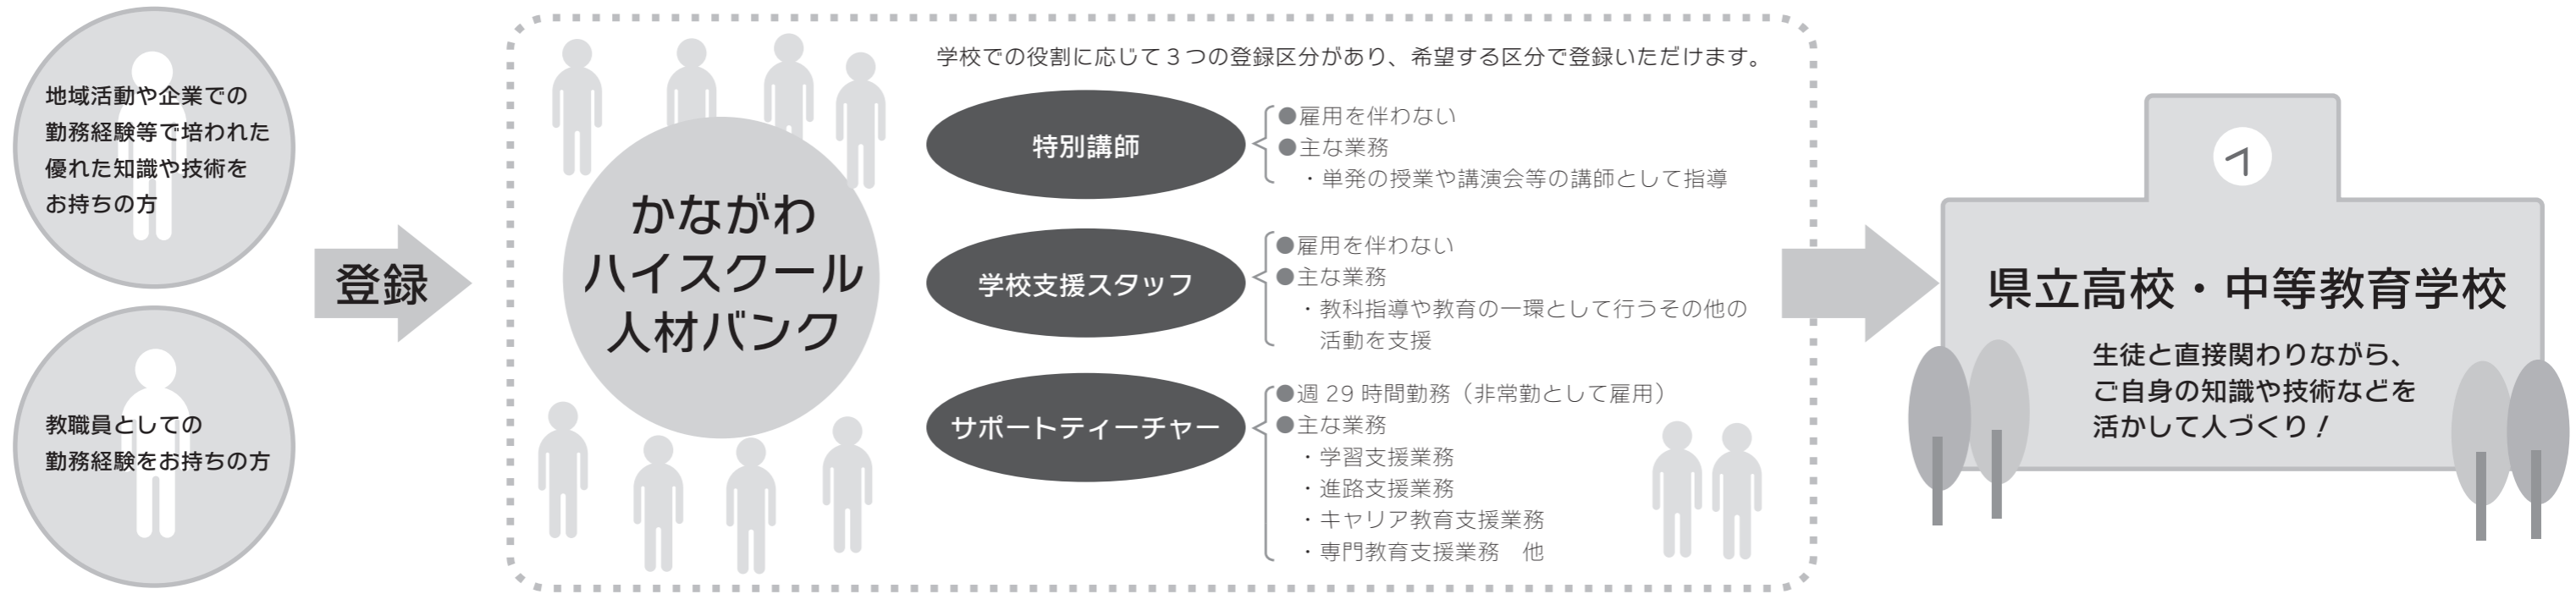 地域活動や企業での
勤務経験等で培われた
優れた知識や技術を
お持ちの方
教職員としての
勤務経験をお持ちの方
登録
かながわ
ハイスクール
人材バンク
学校での役割に応じて３つの登録区分があり、希望する区分で登録いただけます。
特別講師
●雇用を伴わない
●主な業務
・単発の授業や講演会等の講師として指導
学校支援スタッフ
●雇用を伴わない
●主な業務
・教科指導や教育の一環として行うその他の
活動を支援
サポートティーチャー
●週 29 時間勤務（非常勤として雇用）
●主な業務
・学習支援業務
・進路支援業務
・キャリア教育支援業務
・専門教育支援業務　他
県立高校・中等教育学校
生徒と直接関わりながら、
ご自身の知識や技術などを
活かして人づくり！